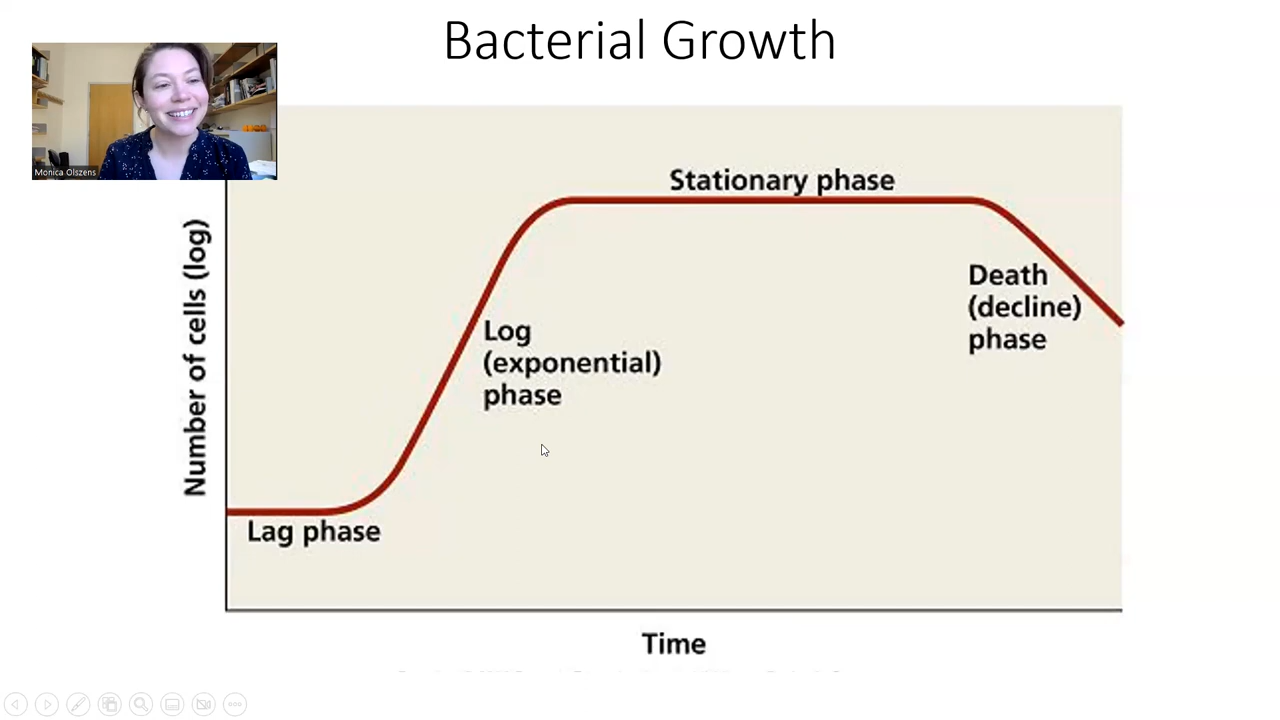 Bacterial Growth
Monica Olszens
Stationary phase
Number of cells (log)
Death
(decline)
phase
Log
(exponential)
phase
Lag phase
Time